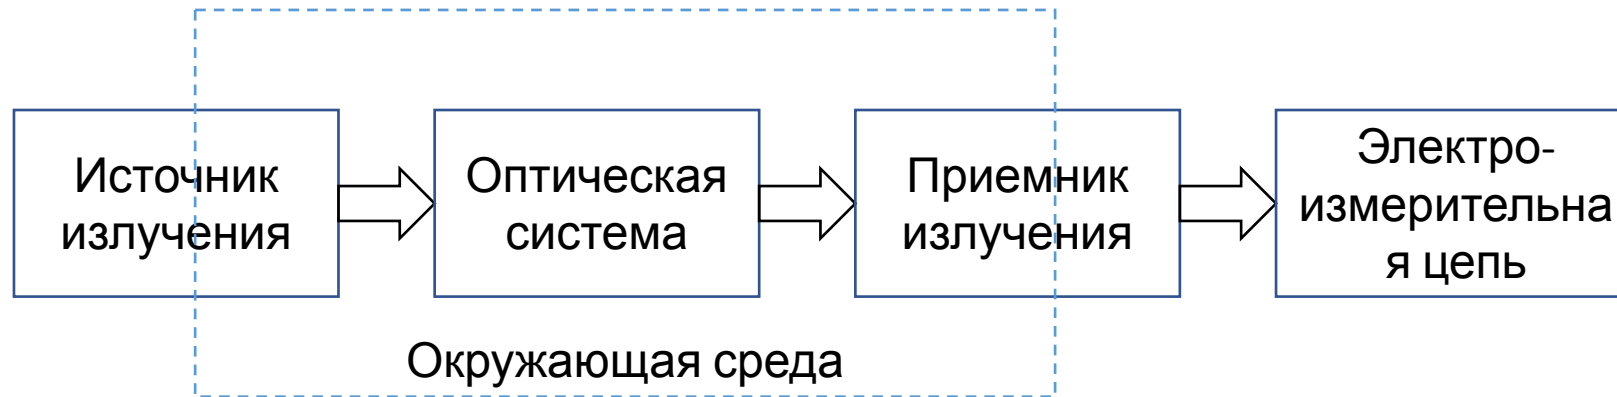 Источник
излучения
Оптическая
система
Приемник
излучения
Электро-
измерительна
я цепь
Окружающая среда